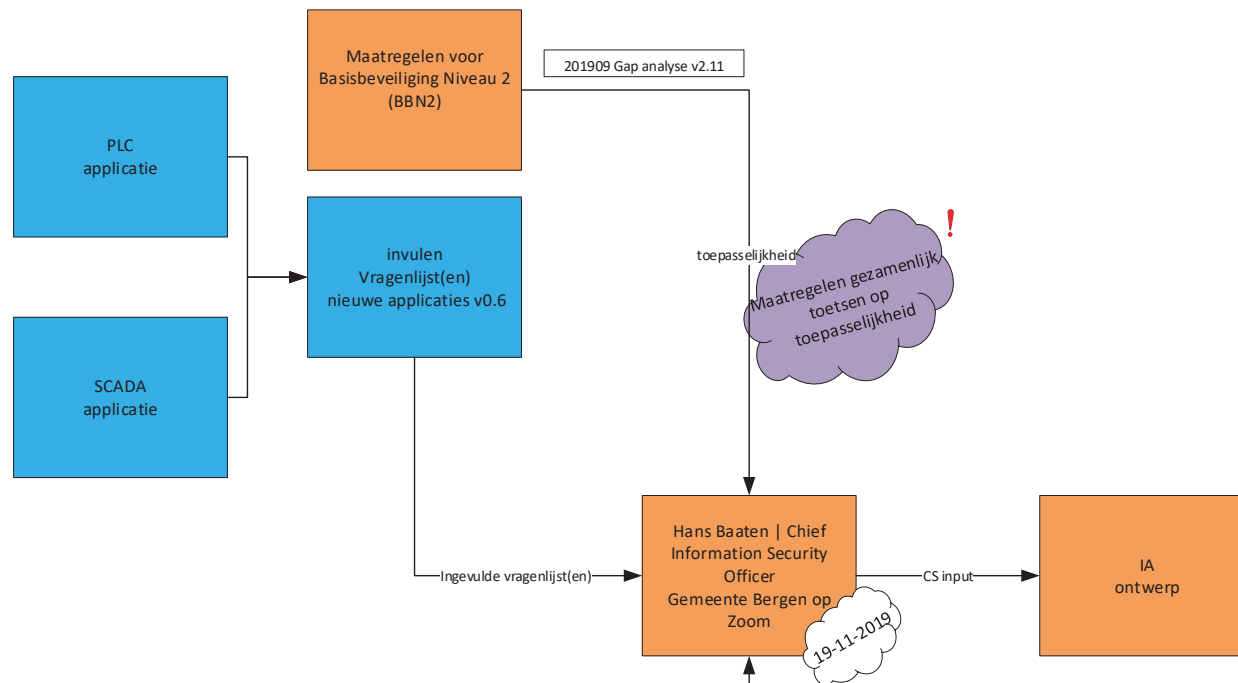 Maatregelen voor
Basisbeveiliging Niveau 2
(BBN2)
201909 Gap analyse v2.11
PLC
applicatie
invulen
Vragenlijst(en)
nieuwe applicaties v0.6
toepasselijkheid
!
Maatregelen gezamenlijk
toetsen op
toepasselijkheid
SCADA
applicatie
Hans Baaten | Chief
Information Security
Officer
Gemeente Bergen op
Zoom
Ingevulde vragenlijst(en)
CS input
IA
ontwerp
19-11-2019